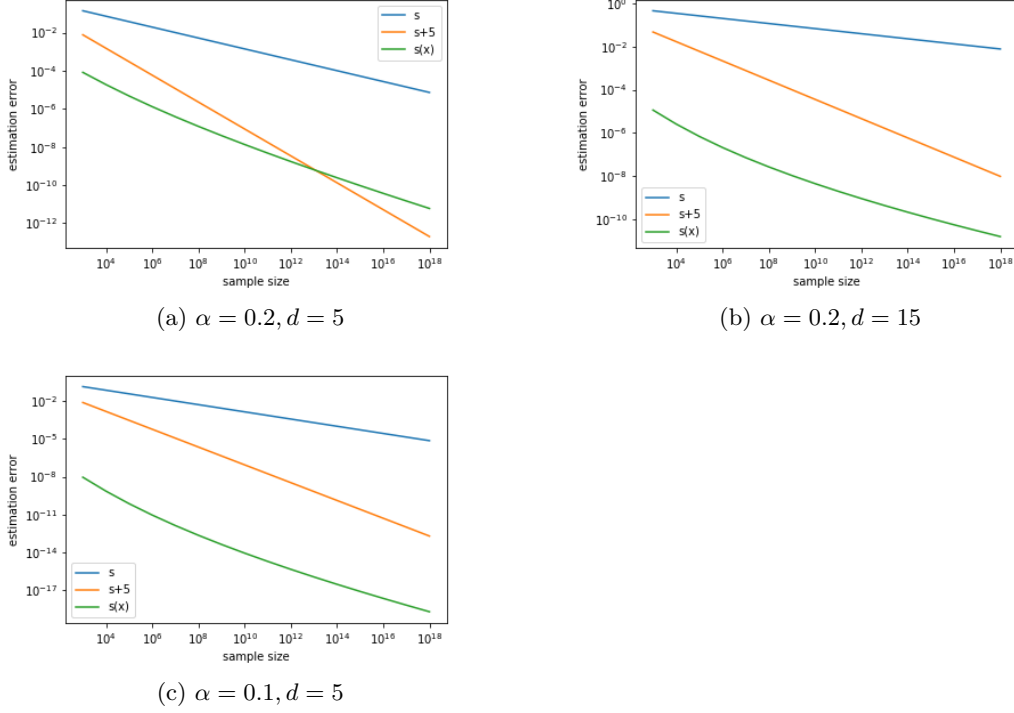 10^{-2}
10^{-4}
10^{-6}
10^{-8}
10^{-10}
10^{-12}
estimation error
s
s+5
s(x)
10^4 10^6 10^8 10^{10} 10^{12} 10^{14} 10^{16} 10^{18}
sample size
(a) α = 0.2, d = 5
10^0
10^{-2}
10^{-4}
10^{-6}
10^{-8}
10^{-10}
estimation error
s
s+5
s(x)
10^4 10^6 10^8 10^{10} 10^{12} 10^{14} 10^{16} 10^{18}
sample size
(b) α = 0.2, d = 15
10^{-2}
10^{-5}
10^{-8}
10^{-11}
10^{-14}
10^{-17}
estimation error
s
s+5
s(x)
10^4 10^6 10^8 10^{10} 10^{12} 10^{14} 10^{16} 10^{18}
sample size
(c) α = 0.1, d = 5